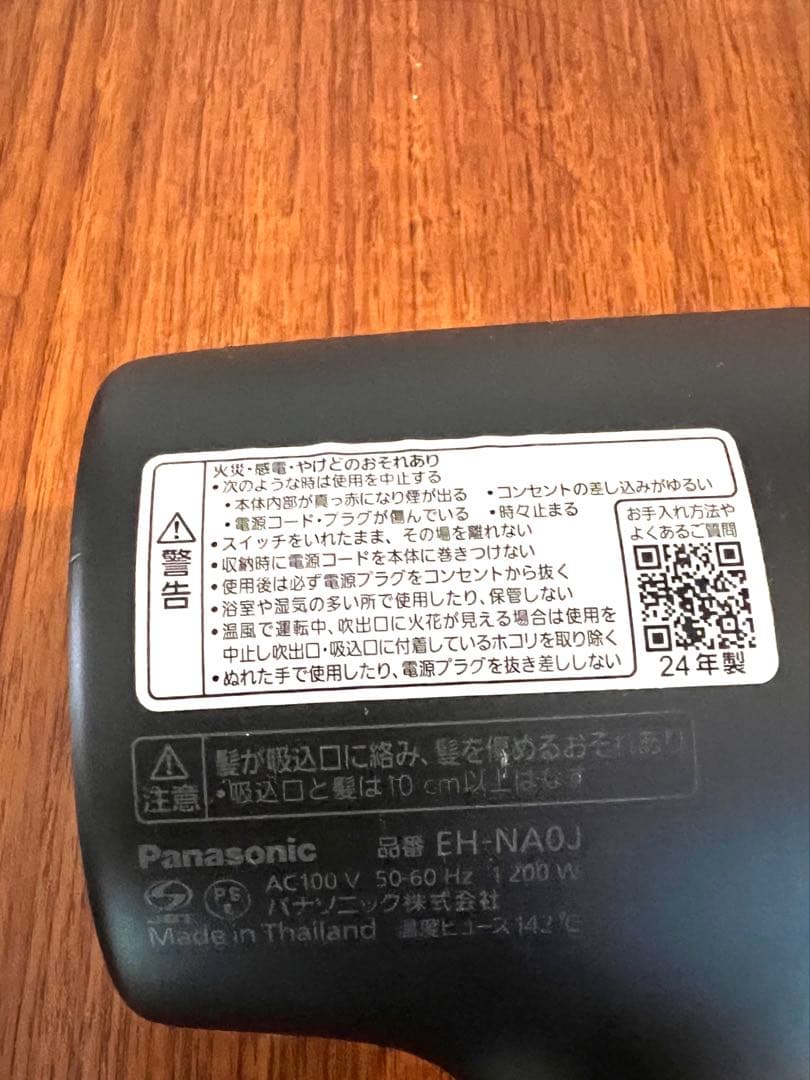 警告
火災・感電・やけどのおそれあり
・次のような時は使用を中止する
・本体内部が真っ赤になり煙が出る ・コンセントの差し込みがゆるい
・電源コード・プラグが傷んでいる ・時々止まる
・スイッチをいれたまま、その場を離れない
・収納時に電源コードを本体に巻きつけない
・使用後は必ず電源プラグをコンセントから抜く
・浴室や湿気の多い所で使用したり、保管しない
・温風で運転中、吹出口に火花が見える場合は使用を
中止し吹出口・吸込口に付着しているホコリを取り除く
・ぬれた手で使用したり、電源プラグを抜き差ししない
お手入れ方法や
よくあるご質問
24年製
注意
髪が吸込口に絡み、髪を傷めるおそれあり
・吸込口と髪は10 cm以上はなす
Panasonic 品番 EH-NA0J
AC100 V 50-60 Hz 1 200 W
パナソニック株式会社
Made in Thailand 温度ヒューズ 142 ℃